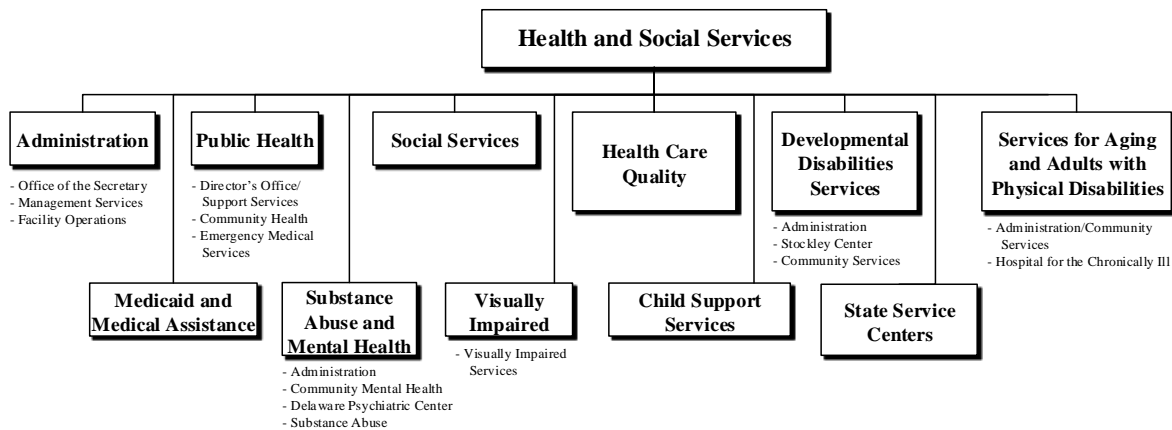 Health and Social Services
Administration
- Office of the Secretary
- Management Services
- Facility Operations
Public Health
- Director's Office/
Support Services
- Community Health
- Emergency Medical
Services
Social Services
Health Care
Quality
Developmental
Disabilities
Services
- Administration
- Stockley Center
- Community Services
Services for Aging
and Adults with
Physical Disabilities
- Administration/Community
Services
- Hospital for the Chronically Ill
Medicaid and
Medical Assistance
Substance
Abuse and
Mental Health
- Administration
- Community Mental Health
- Delaware Psychiatric Center
- Substance Abuse
Visually
Impaired
- Visually Impaired
Services
Child Support
Services
State Service
Centers